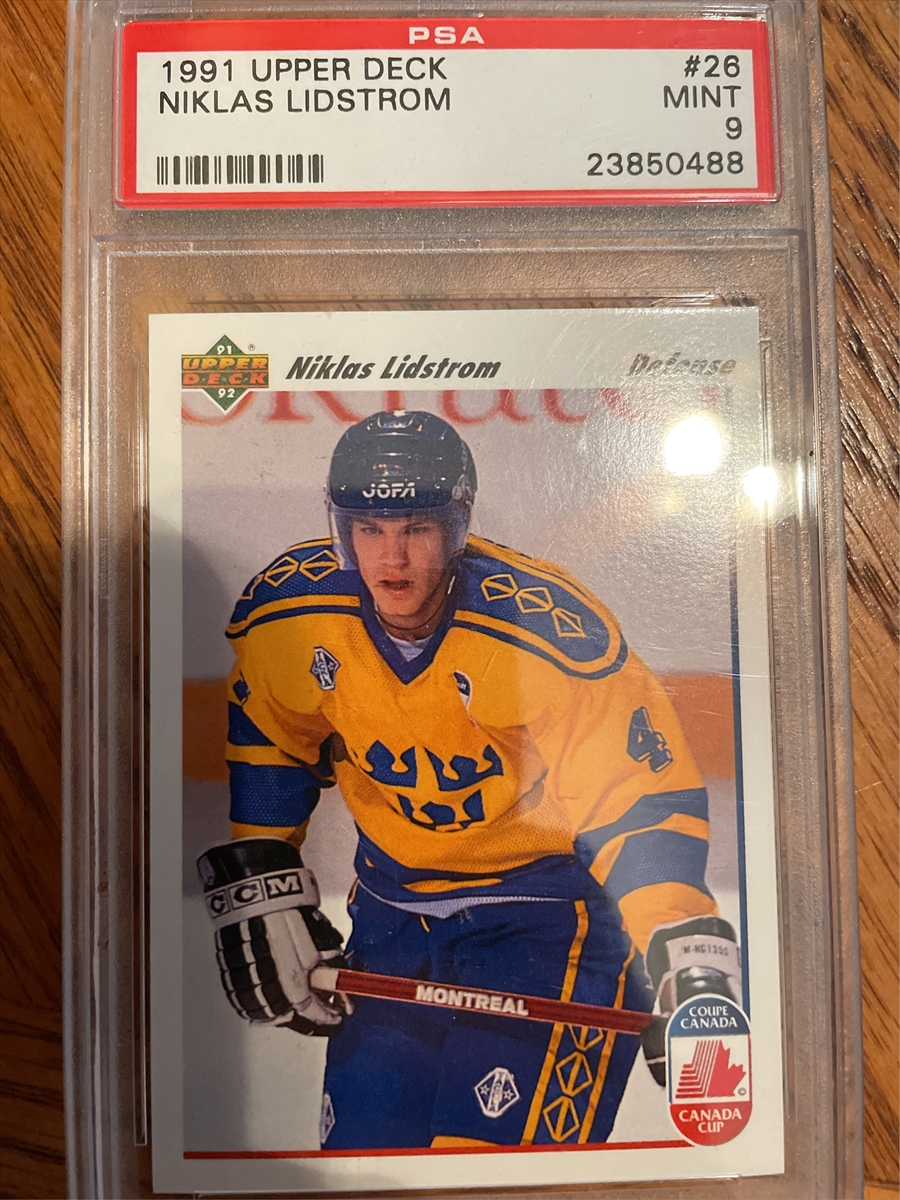 PSA
1991 UPPER DECK #26
NIKLAS LIDSTROM MINT
9
23850488
91
UPPER
DECK
92
®
Niklas Lidstrom Defense
JOFA
4
CCM
MONTREAL
COUPE
CANADA
©
CANADA
CUP